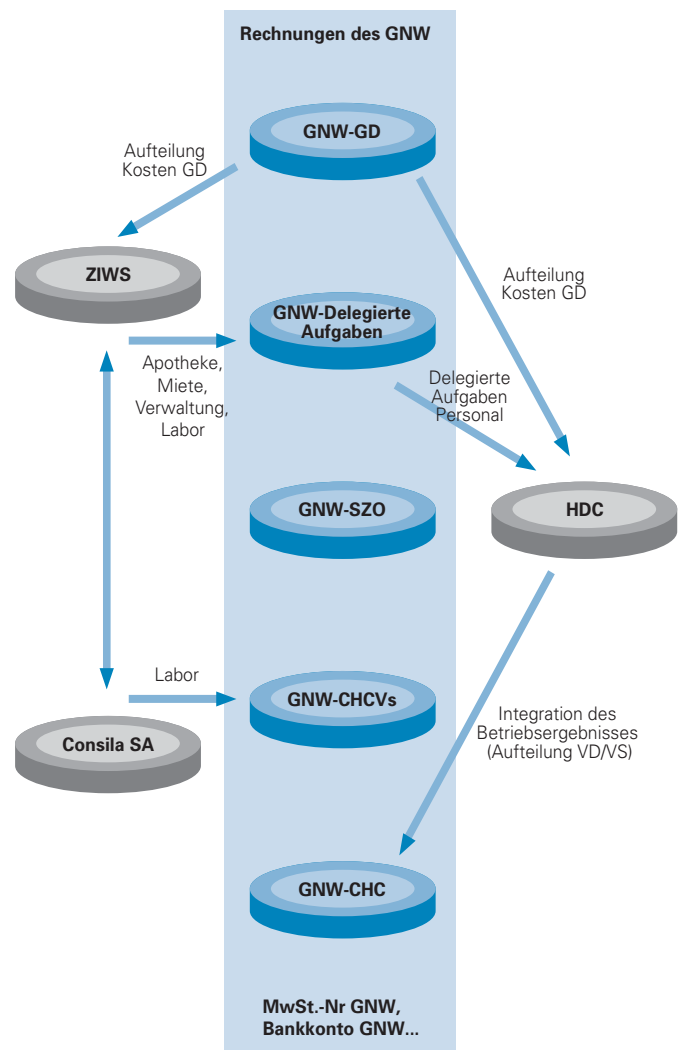 Rechnungen des GNW
GNW-GD
Aufteilung
Kosten GD
ZIWS
Aufteilung
Kosten GD
GNW-Delegierte
Aufgaben
Apotheke,
Miete,
Verwaltung,
Labor
Delegierte
Aufgaben
Personal
GNW-SZO
HDC
Labor
GNW-CHCVs
Consila SA
Integration des
Betriebsergebnisses
(Aufteilung VD/VS)
GNW-CHC
MwSt.-Nr GNW,
Bankkonto GNW...